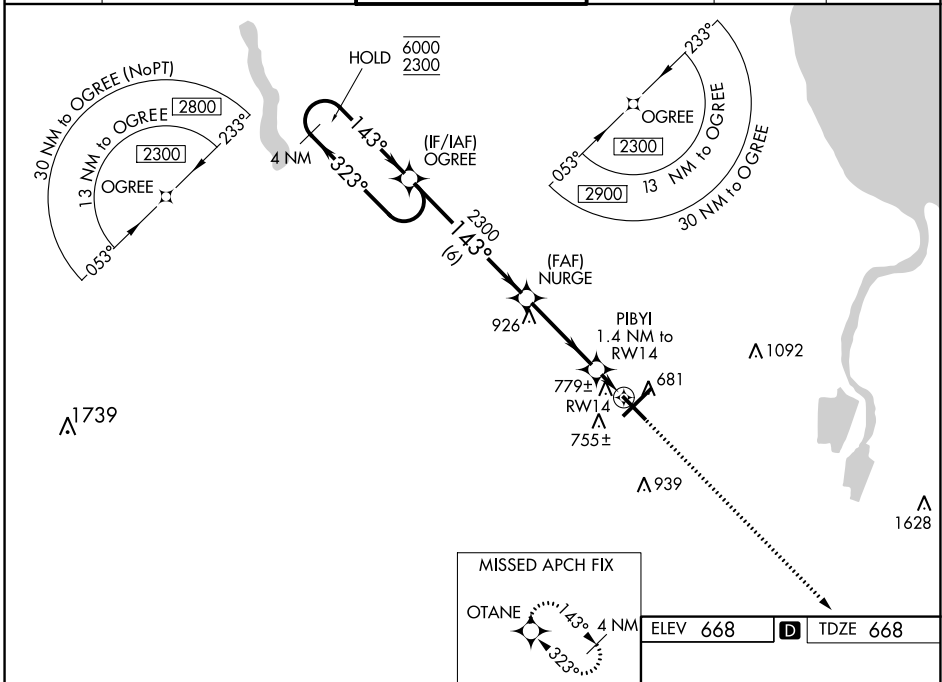 30 NM to OGREE (NoPT)
13 NM to OGREE
2800
2300
233°
OGREE
053°
HOLD
6000
2300
4 NM
143°
323°
(IF/IAF)
OGREE
233°
OGREE
2300
053°
2900
13 NM to OGREE
30 NM to OGREE
2300
143°
(6)
(FAF)
NURGE
926
PIBYI
1.4 NM to
RW14
1092
779±
681
RW14
755±
1739
939
1628
MISSED APCH FIX
OTANE
143°
4 NM
323°
ELEV 668
D
TDZE 668